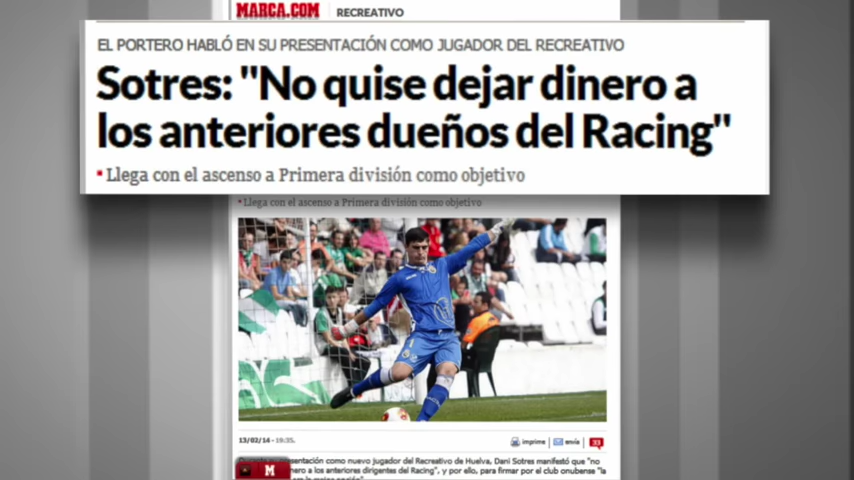 MARCA.COM RECREATIVO
EL PORTERO HABLÓ EN SU PRESENTACIÓN COMO JUGADOR DEL RECREATIVO
Sotres: "No quise dejar dinero a
los anteriores dueños del Racing"
Llega con el ascenso a Primera división como objetivo
Llega con el ascenso a Primera división como objetivo
13/02/14 - 19:35. imprime envía 33
sentación como nuevo jugador del Recreativo de Huelva, Dani Sotres manifestó que "no
M nero a los anteriores dirigentes del Racing", y por ello, para firmar por el club onubense "la